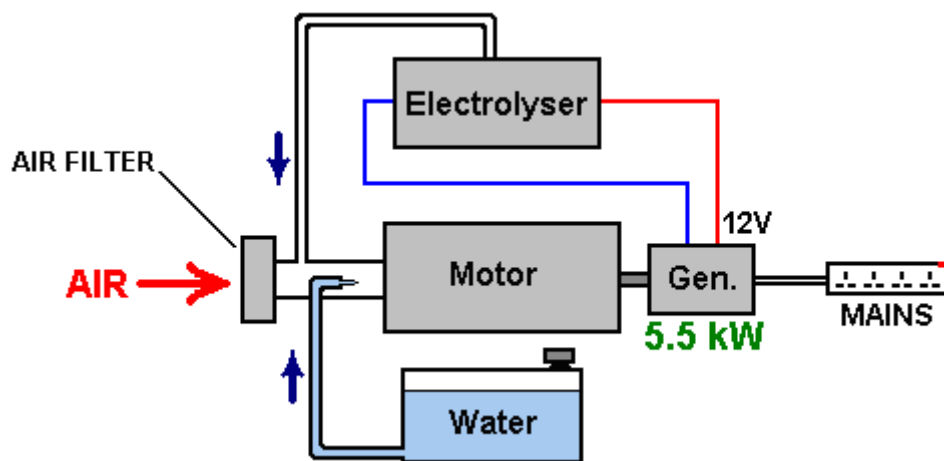 Electrolyser
AIR FILTER
12V
AIR
Motor
Gen.
MAINS
5.5 kW
Water